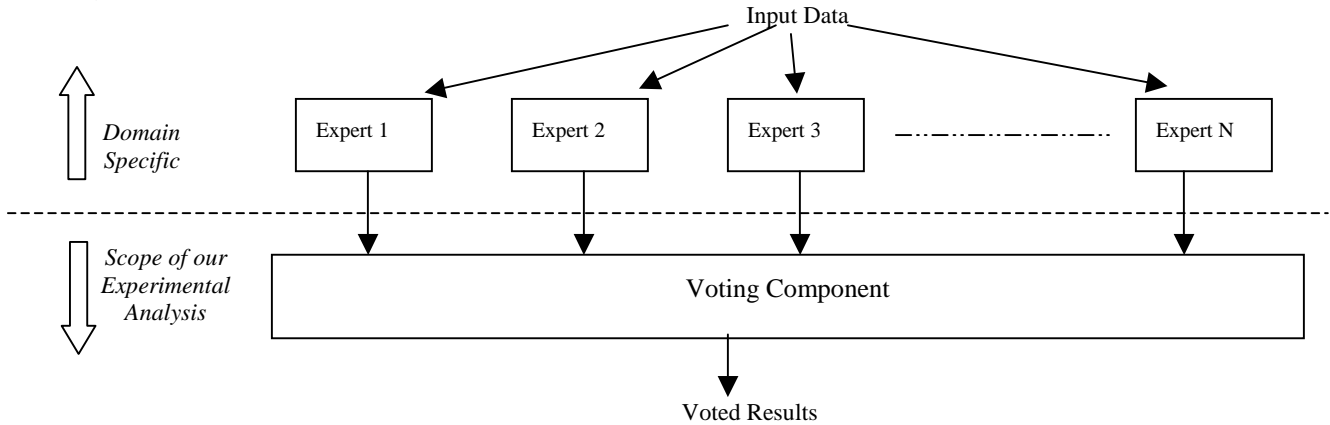 Input Data
Domain
Specific
Expert 1
Expert 2
Expert 3
Expert N
Scope of our
Experimental
Analysis
Voting Component
Voted Results